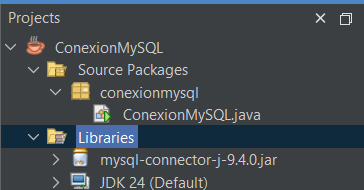 Projects
ConexionMySQL
Source Packages
conexionmysql
ConexionMySQL.java
Libraries
mysql-connector-j-9.4.0.jar
JDK 24 (Default)